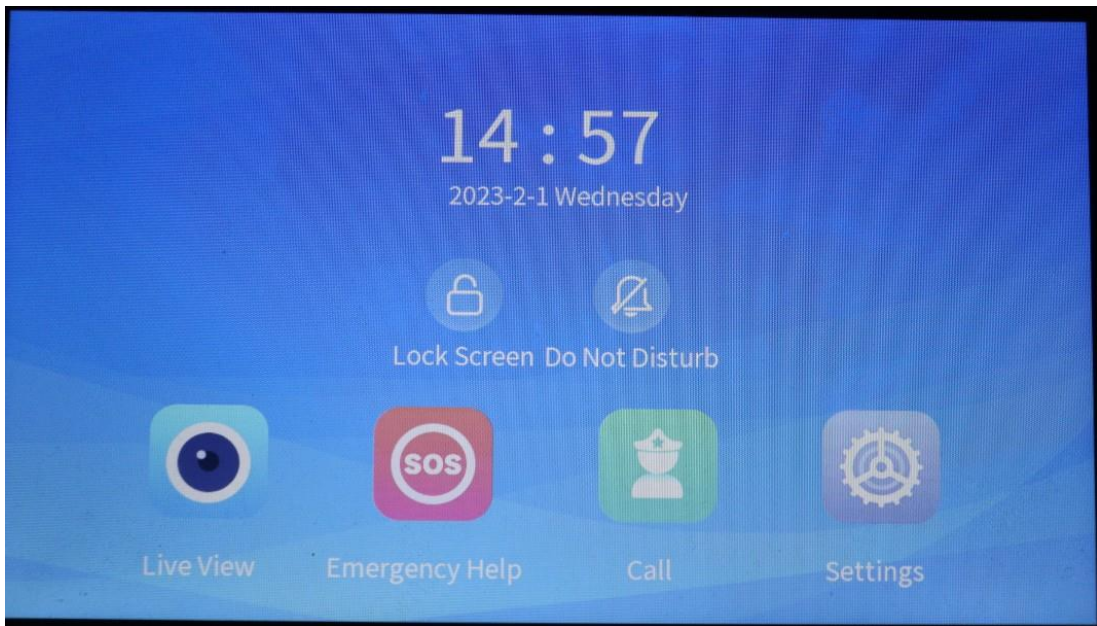 14 : 57
2023-2-1 Wednesday
Lock Screen Do Not Disturb
SOS
Live View Emergency Help Call Settings